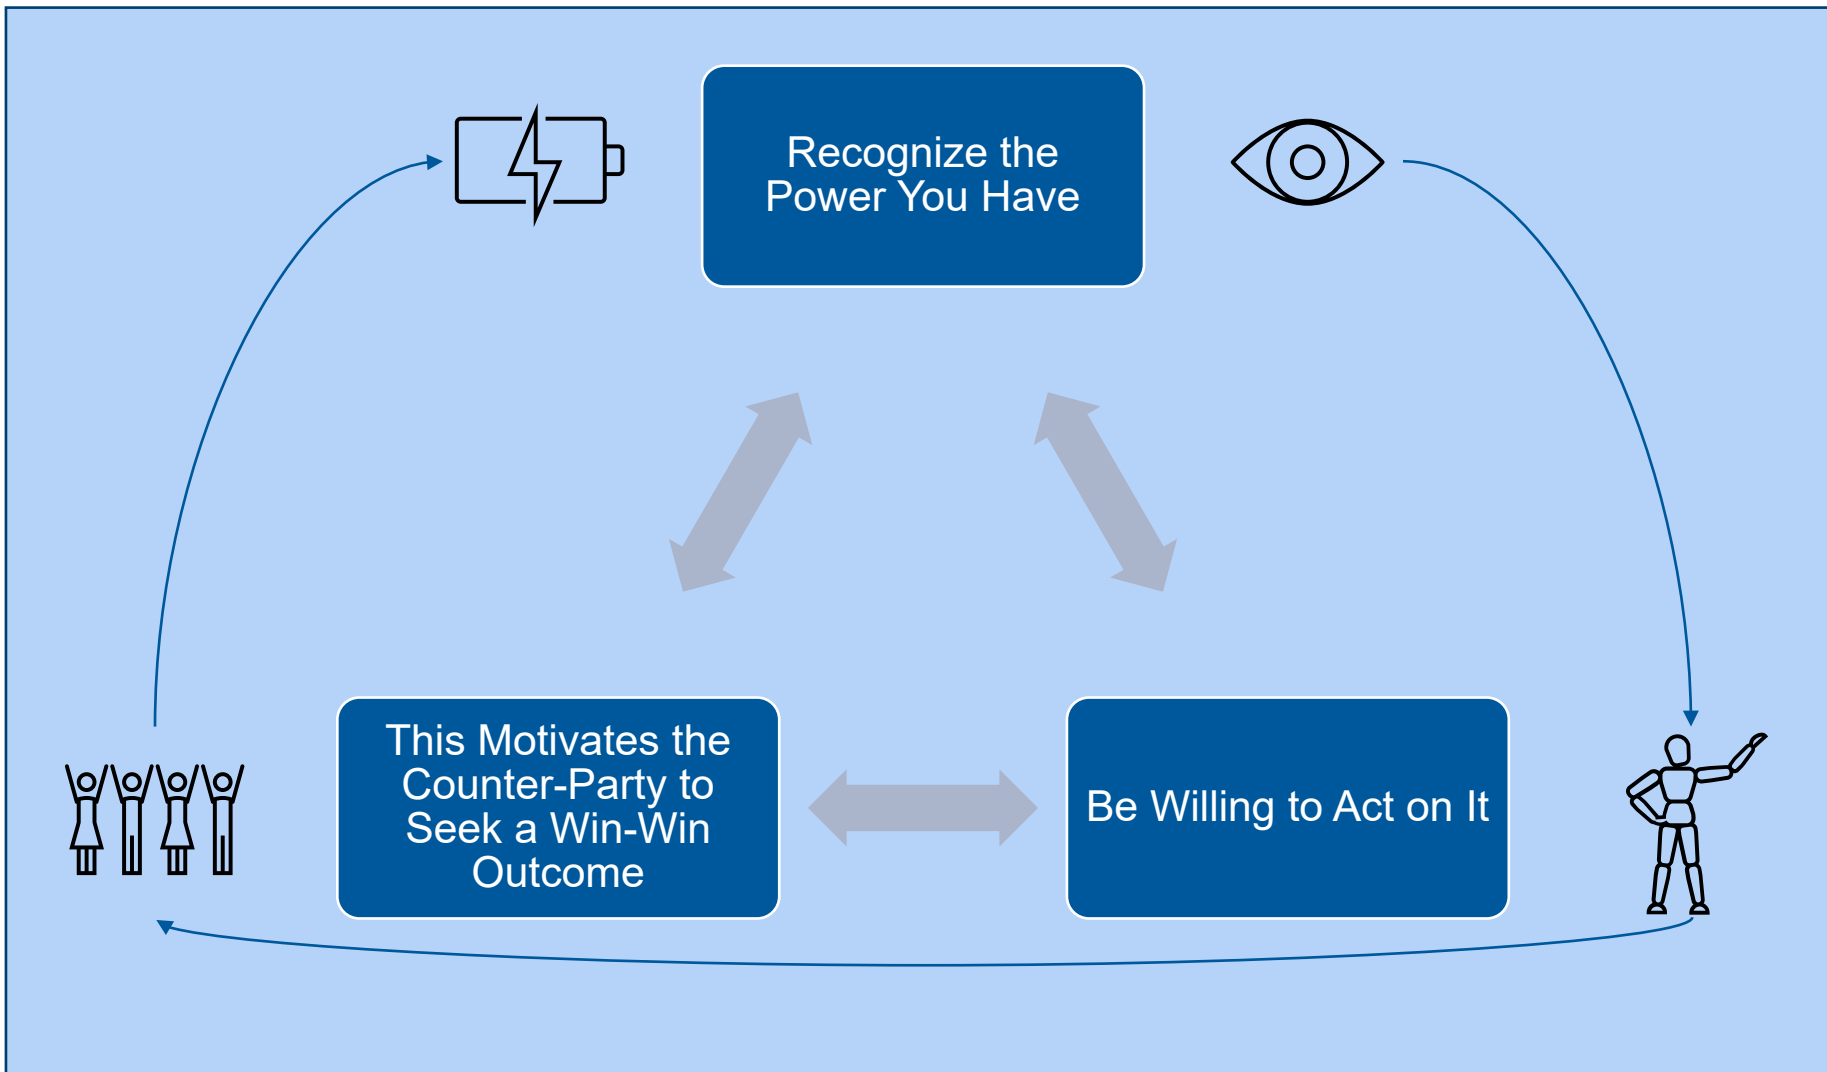 Recognize the
Power You Have
This Motivates the
Counter-Party to
Seek a Win-Win
Outcome
Be Willing to Act on It